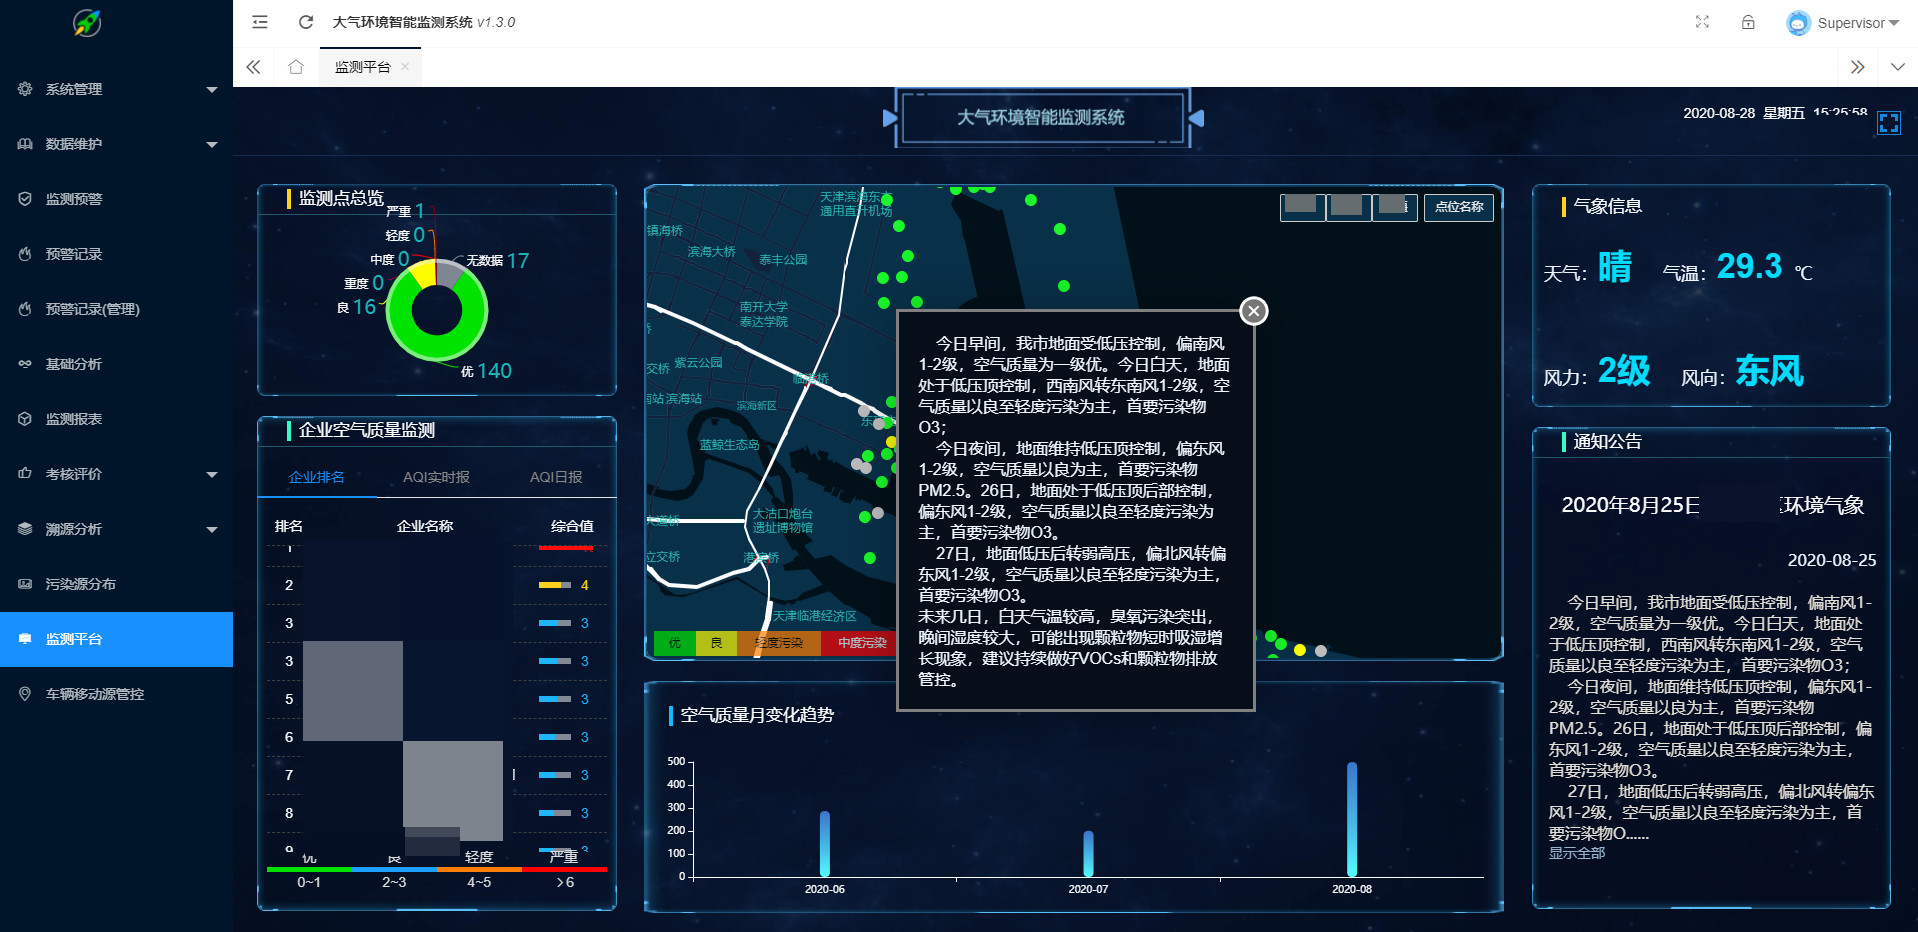 大气环境智能监测系统 v1.3.0
Supervisor
监测平台
系统管理
数据维护
监测预警
预警记录
预警记录(管理)
基础分析
监测报表
考核评价
溯源分析
污染源分布
监测平台
车辆移动源管控
大气环境智能监测系统
2020-08-28 星期五 15:25:58
监测点总览
严重 1
轻度 0
中度 0
重度 0
良 16
无数据 17
优 140
企业空气质量监测
企业排名
AQI实时报
AQI日报
排名 企业名称 综合值
1
2 4
3 3
3 3
5 3
6 3
7 3
8 3
9 3
优 良 轻度 严重
0~1 2~3 4~5 >6
天津滨海东方
通用直升机场
镇海桥
滨海大桥
泰丰公园
南开大学
泰达学院
交桥
紫云公园
临港桥
站
滨海站
滨海新区
东
蓝鲸生态岛
大沽口炮台
遗址博物馆
大道桥
立交桥
港滨桥
天津临港经济区
点位名称
优 良 轻度污染 中度污染
今日早间，我市地面受低压控制，偏南风
1-2级，空气质量为一级优。今日白天，地面
处于低压顶控制，西南风转东南风1-2级，空
气质量以良至轻度污染为主，首要污染物
O3；
今日夜间，地面维持低压顶控制，偏东风
1-2级，空气质量以良为主，首要污染物
PM2.5。26日，地面处于低压顶后部控制，
偏东风1-2级，空气质量以良至轻度污染为
主，首要污染物O3。
27日，地面低压后转弱高压，偏北风转偏
东风1-2级，空气质量以良至轻度污染为主，
首要污染物O3。
未来几日，白天气温较高，臭氧污染突出，
晚间湿度较大，可能出现颗粒物短时吸湿增
长现象，建议持续做好VOCs和颗粒物排放
管控。
空气质量月变化趋势
500
400
300
200
100
0
2020-06 2020-07 2020-08
气象信息
天气： 晴 气温： 29.3 ℃
风力： 2级 风向： 东风
通知公告
2020年8月25日 环境气象
2020-08-25
今日早间，我市地面受低压控制，偏南风1-
2级，空气质量为一级优。今日白天，地面处
于低压顶控制，西南风转东南风1-2级，空气
质量以良至轻度污染为主，首要污染物O3；
今日夜间，地面维持低压顶控制，偏东风1-
2级，空气质量以良为主，首要污染物
PM2.5。26日，地面处于低压顶后部控制，偏
东风1-2级，空气质量以良至轻度污染为主，
首要污染物O3。
27日，地面低压后转弱高压，偏北风转偏东
风1-2级，空气质量以良至轻度污染为主，首
要污染物O......
显示全部